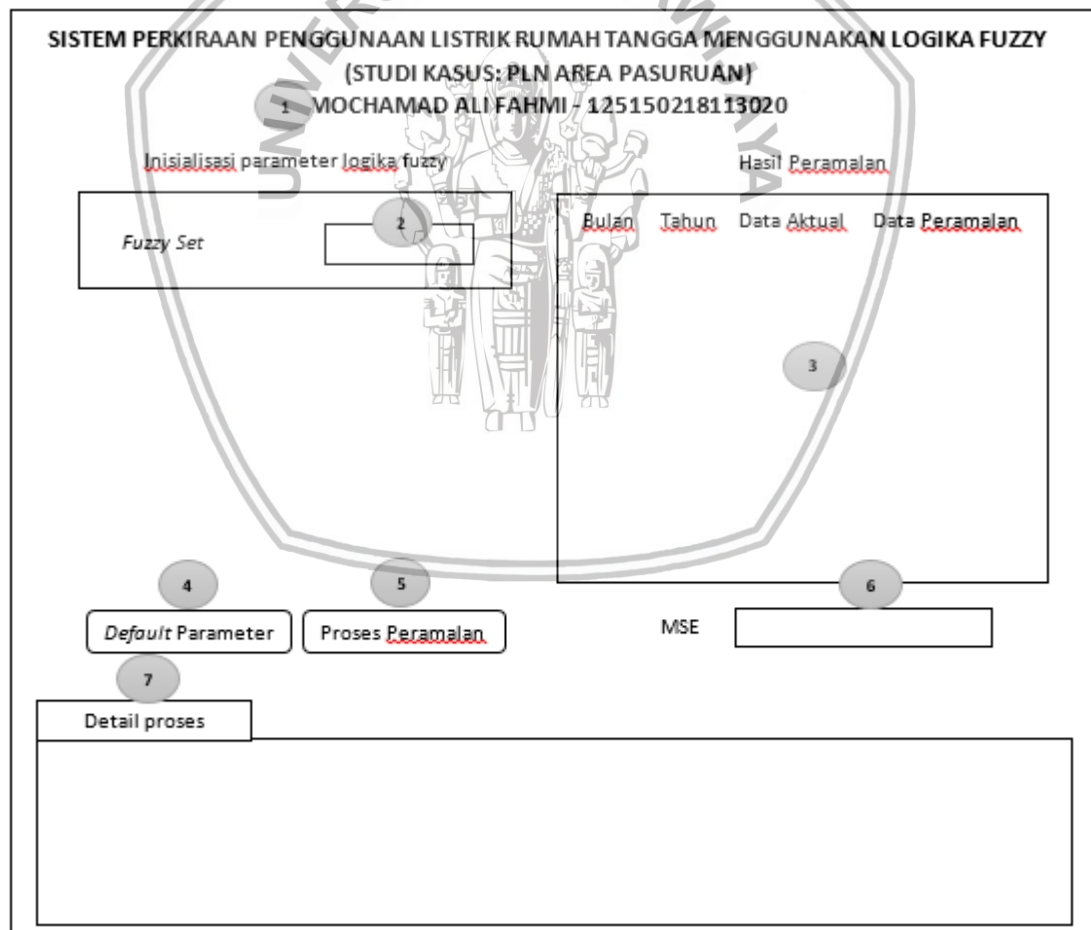 SISTEM PERKIRAAN PENGGUNAAN LISTRIK RUMAH TANGGA MENGGUNAKAN LOGIKA FUZZY
(STUDI KASUS: PLN AREA PASURUAN)
1 MOCHAMAD ALI FAHMI - 125150218113020
Inisialisasi parameter logika fuzzy
Hasil Peramalan
Fuzzy Set
2
Bulan Tahun Data Aktual Data Peramalan
3
4
5
6
Default Parameter
Proses Peramalan
MSE
7
Detail proses